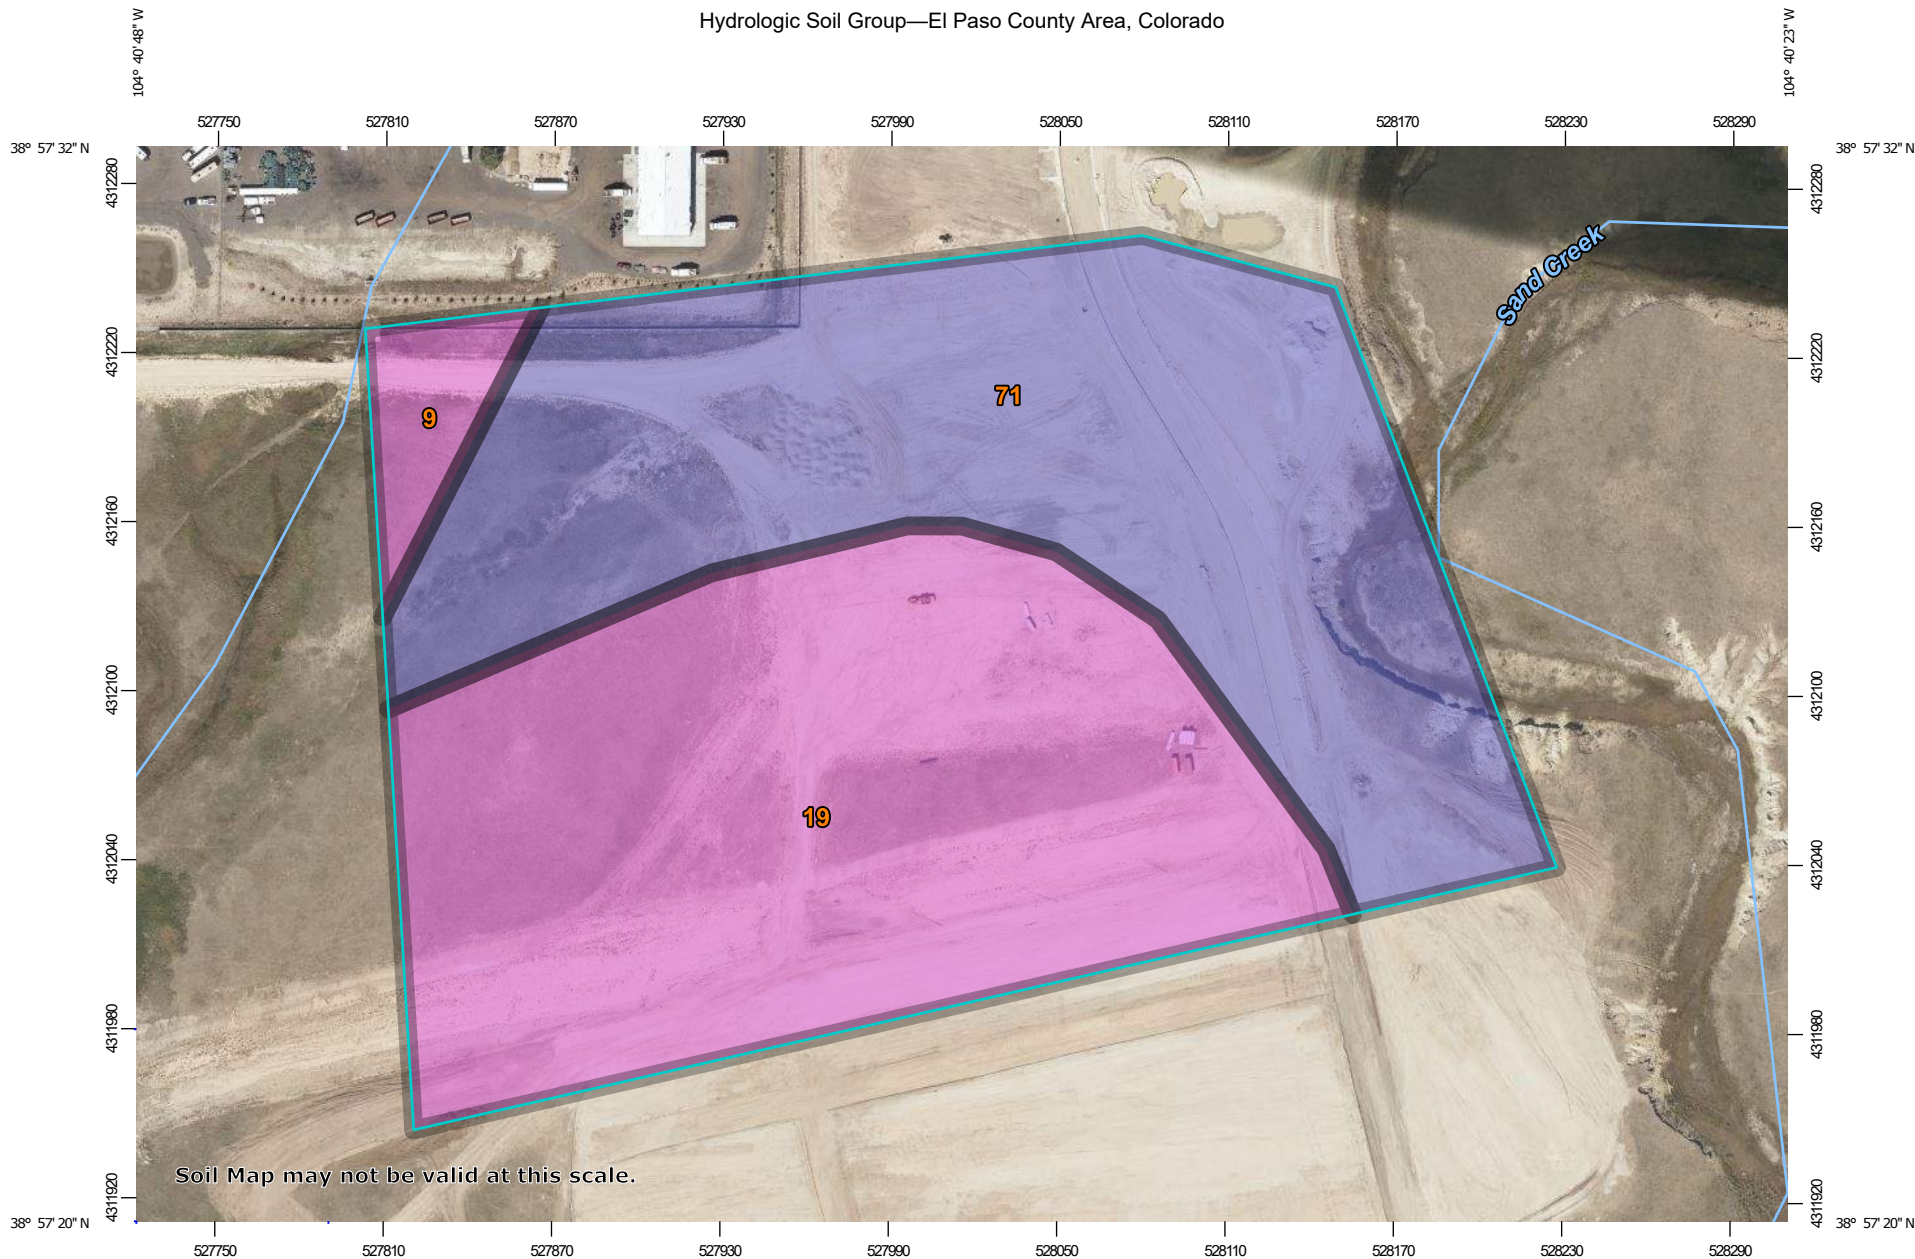 Hydrologic Soil Group—El Paso County Area, Colorado
104° 40' 48" W
104° 40' 23" W
527750 527810 527870 527930 527990 528050 528110 528170 528230 528290
38° 57' 32" N
38° 57' 32" N
4312280
4312280
Sand Creek
4312220
4312220
71
9
4312160
4312160
4312100
4312100
19
4312040
4312040
4311980
4311980
Soil Map may not be valid at this scale.
4311920
4311920
38° 57' 20" N
38° 57' 20" N
527750 527810 527870 527930 527990 528050 528110 528170 528230 528290